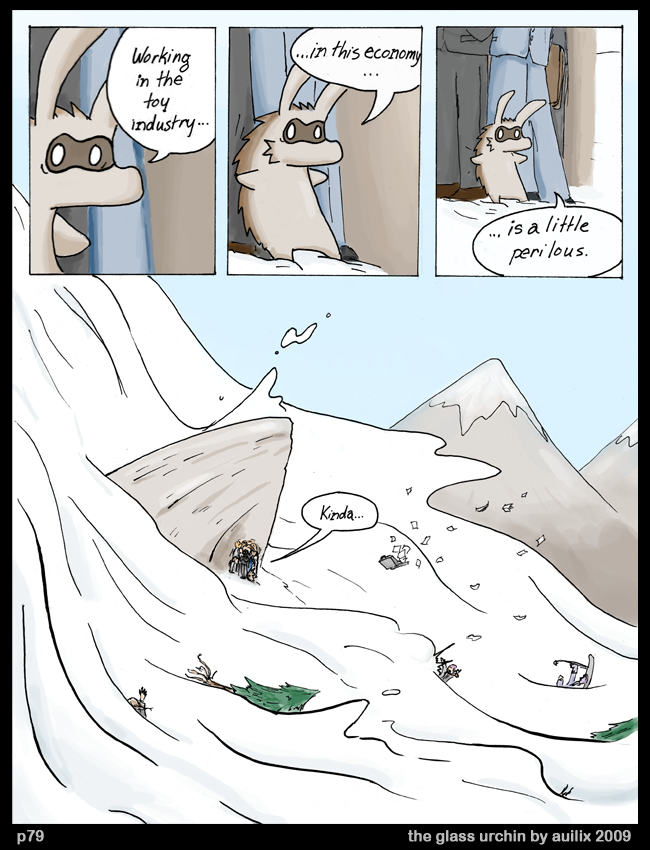 Working
in the
toy
industry...
...in this economy
...
... is a little
perilous.
Kinda...
p79
the glass urchin by auilix 2009